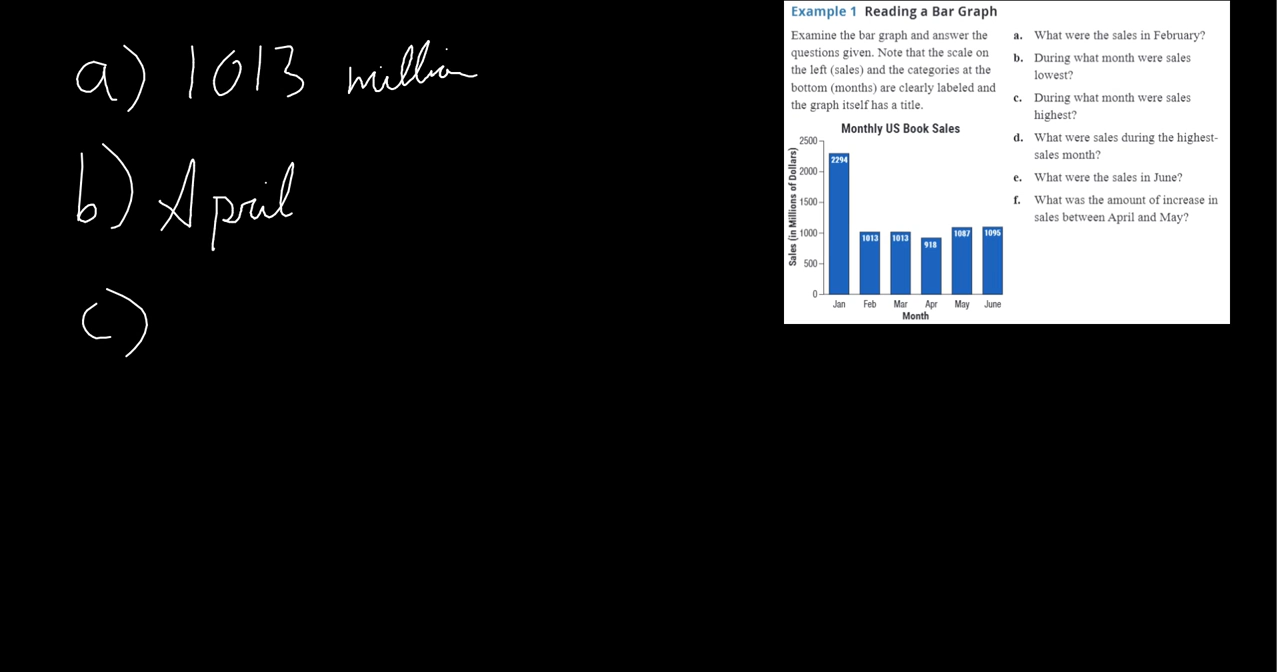 a) 1013 million
b) April
c)
Example 1 Reading a Bar Graph
Examine the bar graph and answer the
questions given. Note that the scale on
the left (sales) and the categories at the
bottom (months) are clearly labeled and
the graph itself has a title.
Monthly US Book Sales
Sales (in Millions of Dollars)
2500
2000
1500
1000
500
0
2294
1013
1013
918
1087
1095
Jan Feb Mar Apr May June
Month
a. What were the sales in February?
b. During what month were sales
lowest?
c. During what month were sales
highest?
d. What were sales during the highest-
sales month?
e. What were the sales in June?
f. What was the amount of increase in
sales between April and May?